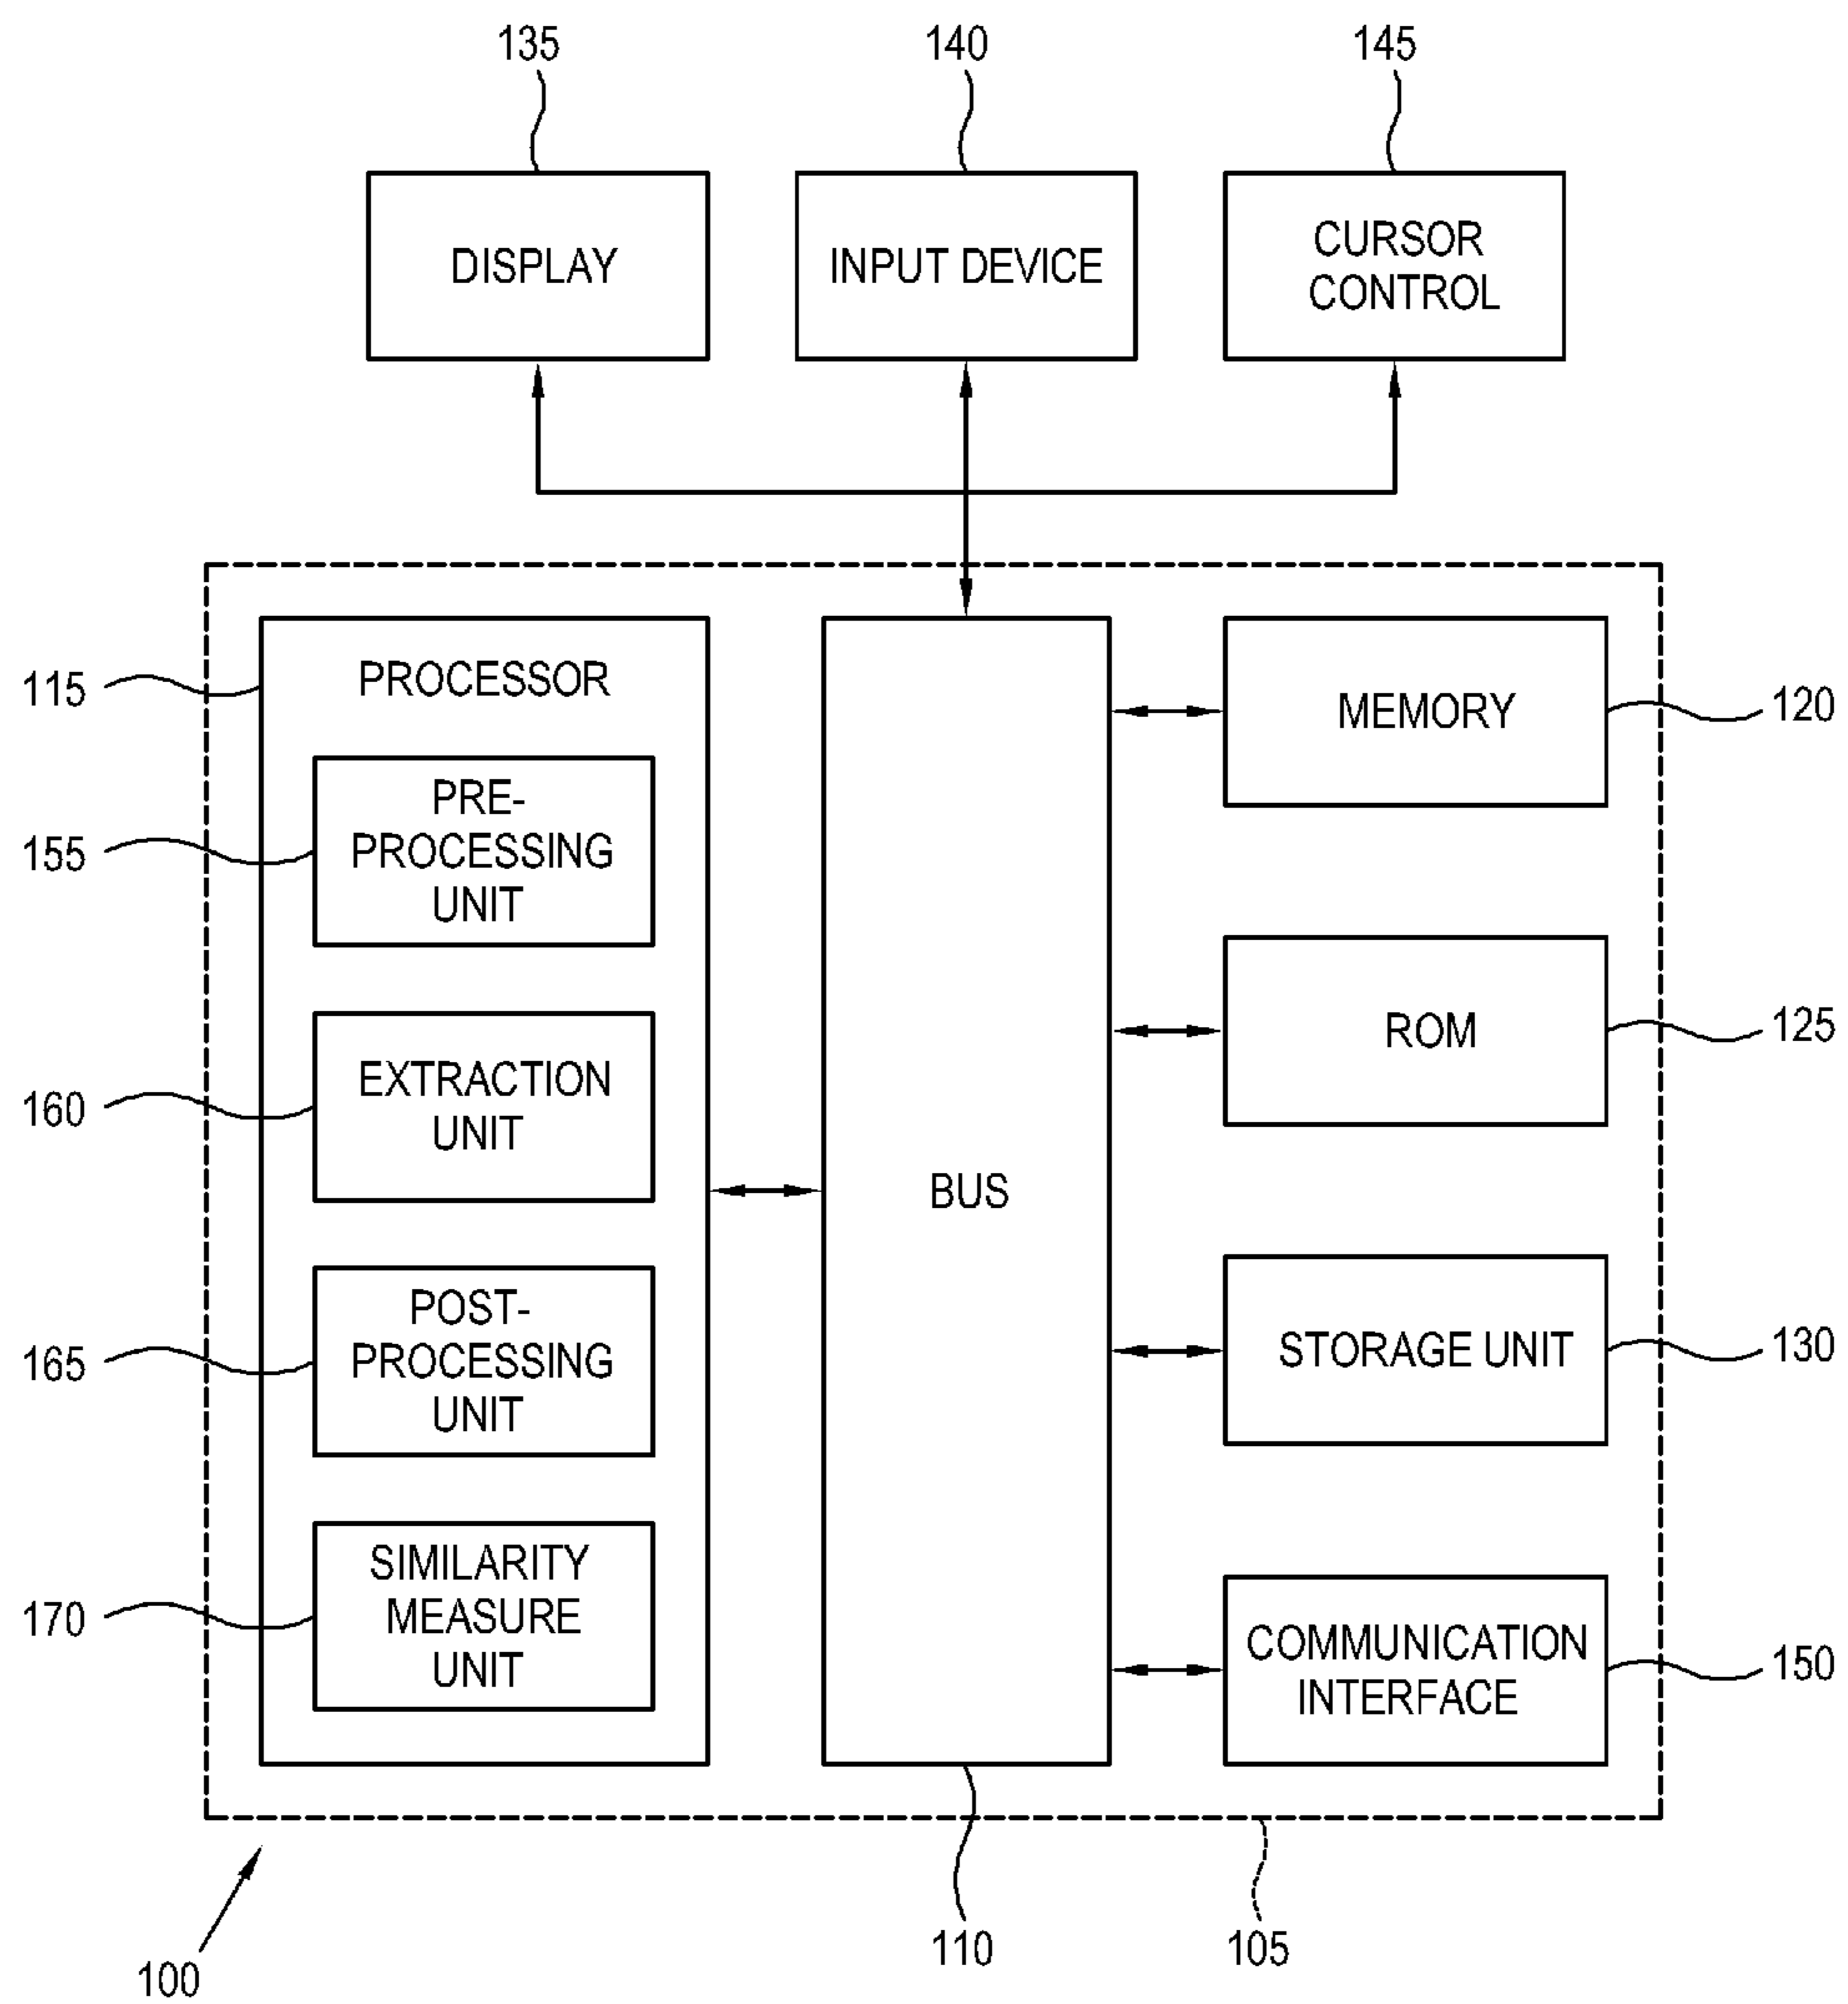 135
140
145
DISPLAY
INPUT DEVICE
CURSOR
CONTROL
115
PROCESSOR
MEMORY
120
155
PRE-
PROCESSING
UNIT
ROM
125
160
EXTRACTION
UNIT
BUS
165
POST-
PROCESSING
UNIT
STORAGE UNIT
130
170
SIMILARITY
MEASURE
UNIT
COMMUNICATION
INTERFACE
150
100
110
105